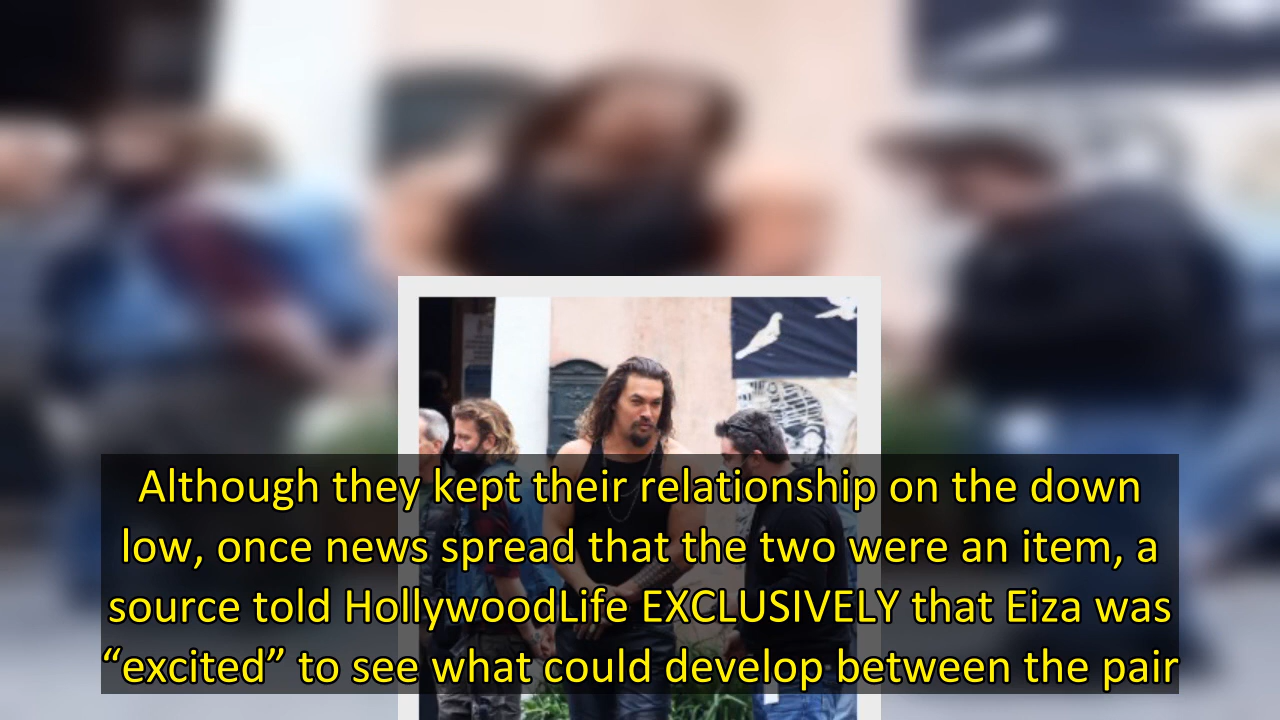 Although they kept their relationship on the down
low, once news spread that the two were an item, a
source told HollywoodLife EXCLUSIVELY that Eiza was
“excited” to see what could develop between the pair